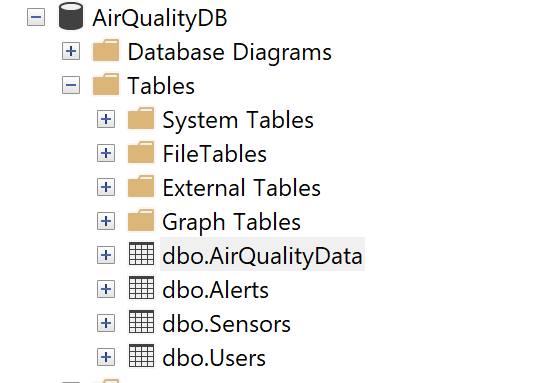 AirQualityDB
Database Diagrams
Tables
System Tables
FileTables
External Tables
Graph Tables
dbo.AirQualityData
dbo.Alerts
dbo.Sensors
dbo.Users